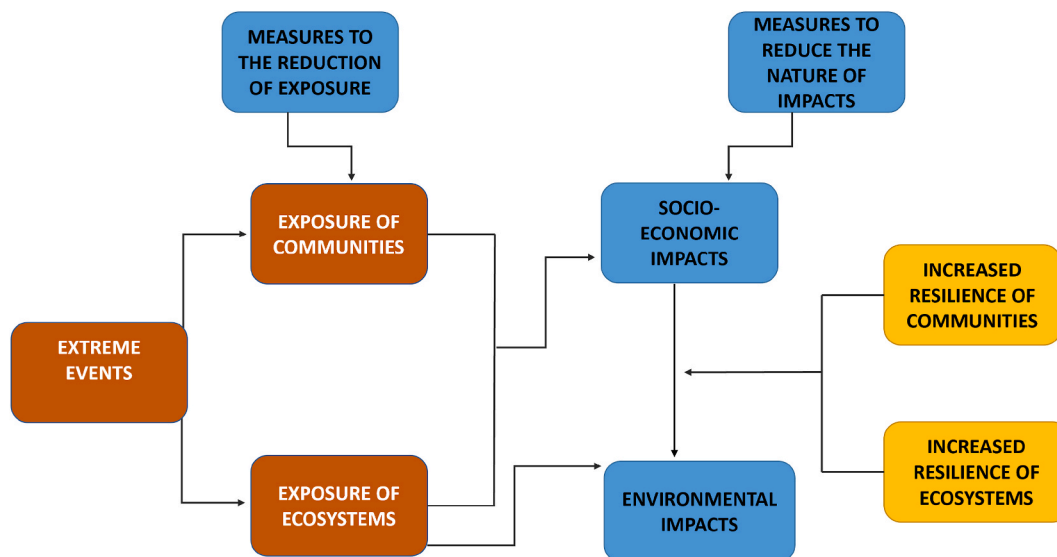 MEASURES TO
THE REDUCTION
OF EXPOSURE
MEASURES TO
REDUCE THE
NATURE OF
IMPACTS
EXPOSURE OF
COMMUNITIES
SOCIO-
ECONOMIC
IMPACTS
INCREASED
RESILIENCE OF
COMMUNITIES
EXTREME
EVENTS
EXPOSURE OF
ECOSYSTEMS
ENVIRONMENTAL
IMPACTS
INCREASED
RESILIENCE OF
ECOSYSTEMS